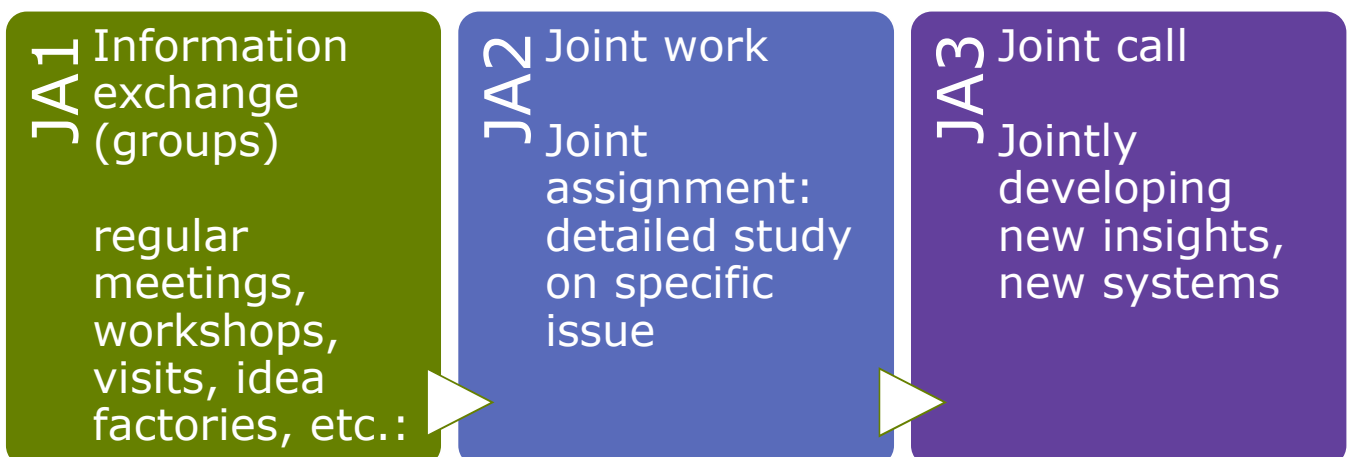 JA1
Information
exchange
(groups)
regular
meetings,
workshops,
visits, idea
factories, etc.:
JA2
Joint work
Joint
assignment:
detailed study
on specific
issue
JA3
Joint call
Jointly
developing
new insights,
new systems